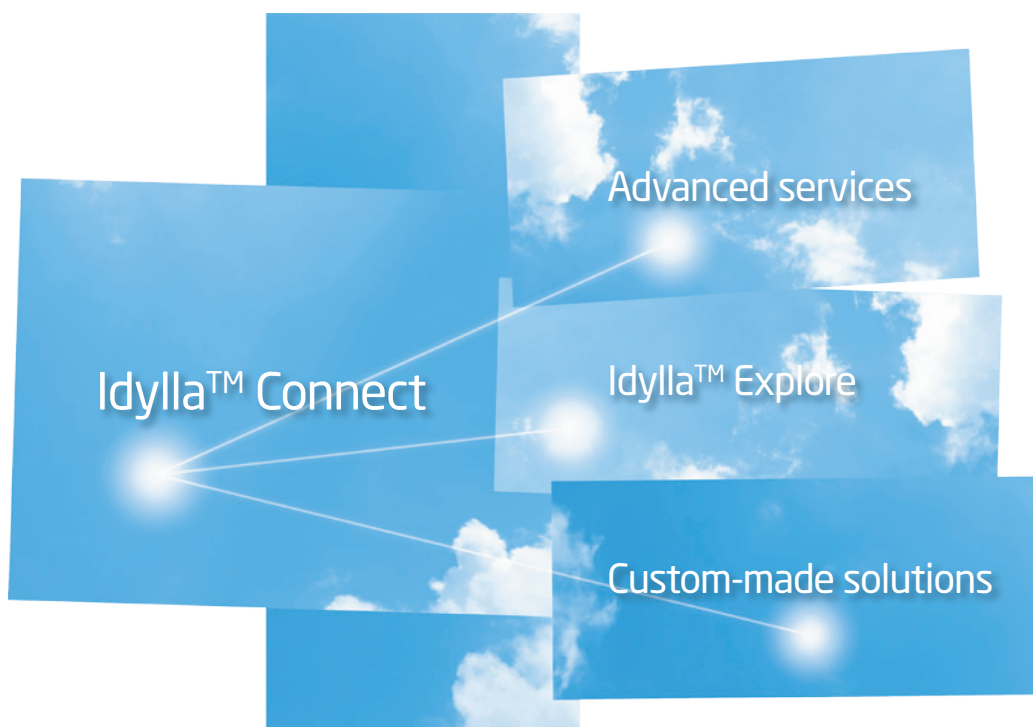 Advanced services
Idylla™ Connect
Idylla™ Explore
Custom-made solutions